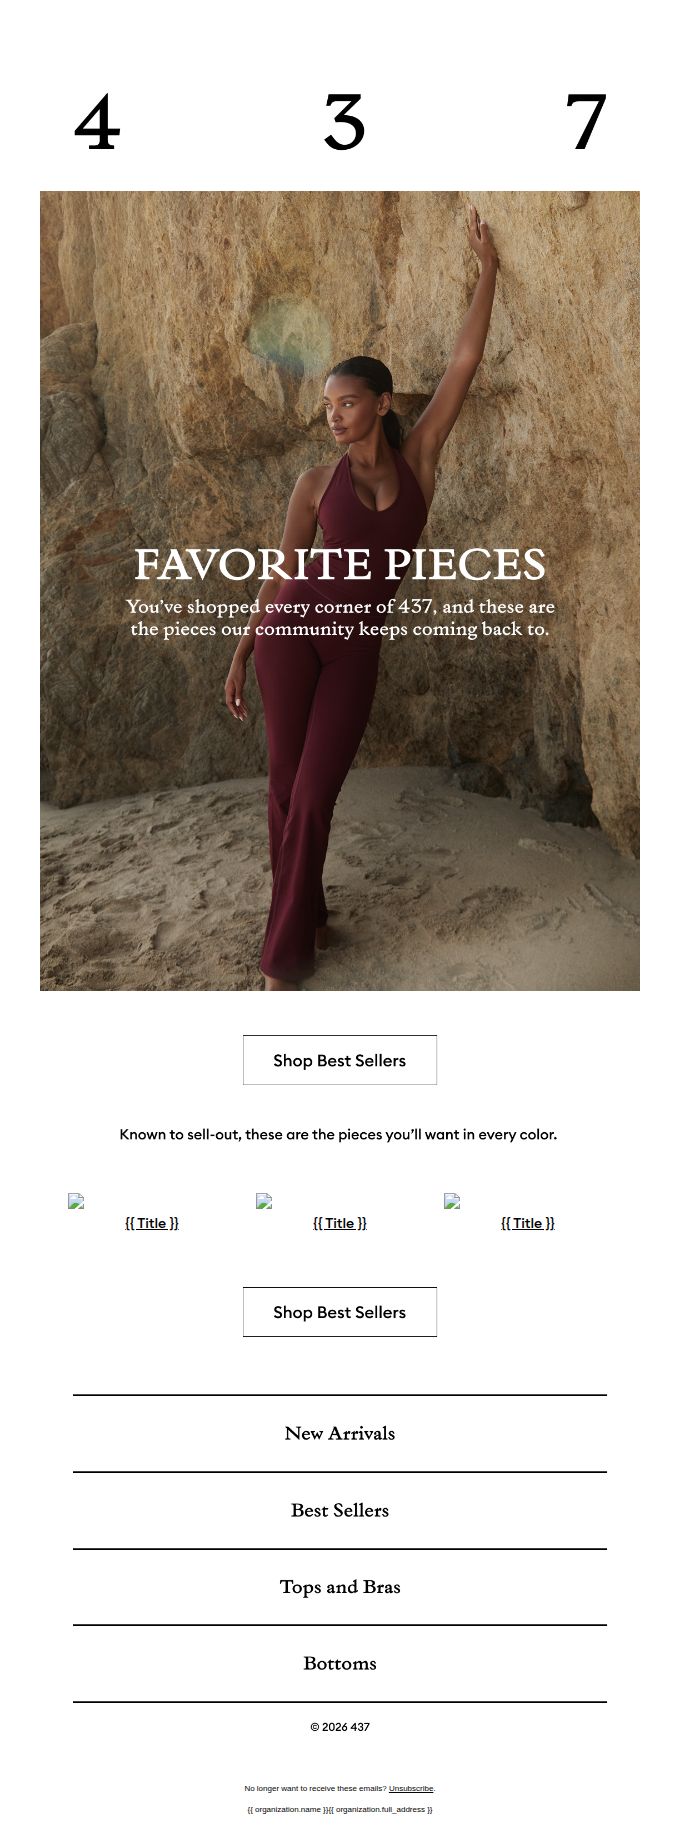 4 3 7
FAVORITE PIECES
You've shopped every corner of 437, and these are
the pieces our community keeps coming back to.
Shop Best Sellers
Known to sell-out, these are the pieces you'll want in every color.
{{ Title }} {{ Title }} {{ Title }}
Shop Best Sellers
New Arrivals
Best Sellers
Tops and Bras
Bottoms
© 2026 437
No longer want to receive these emails? Unsubscribe.
{{ organization.name }}{{ organization.full_address }}